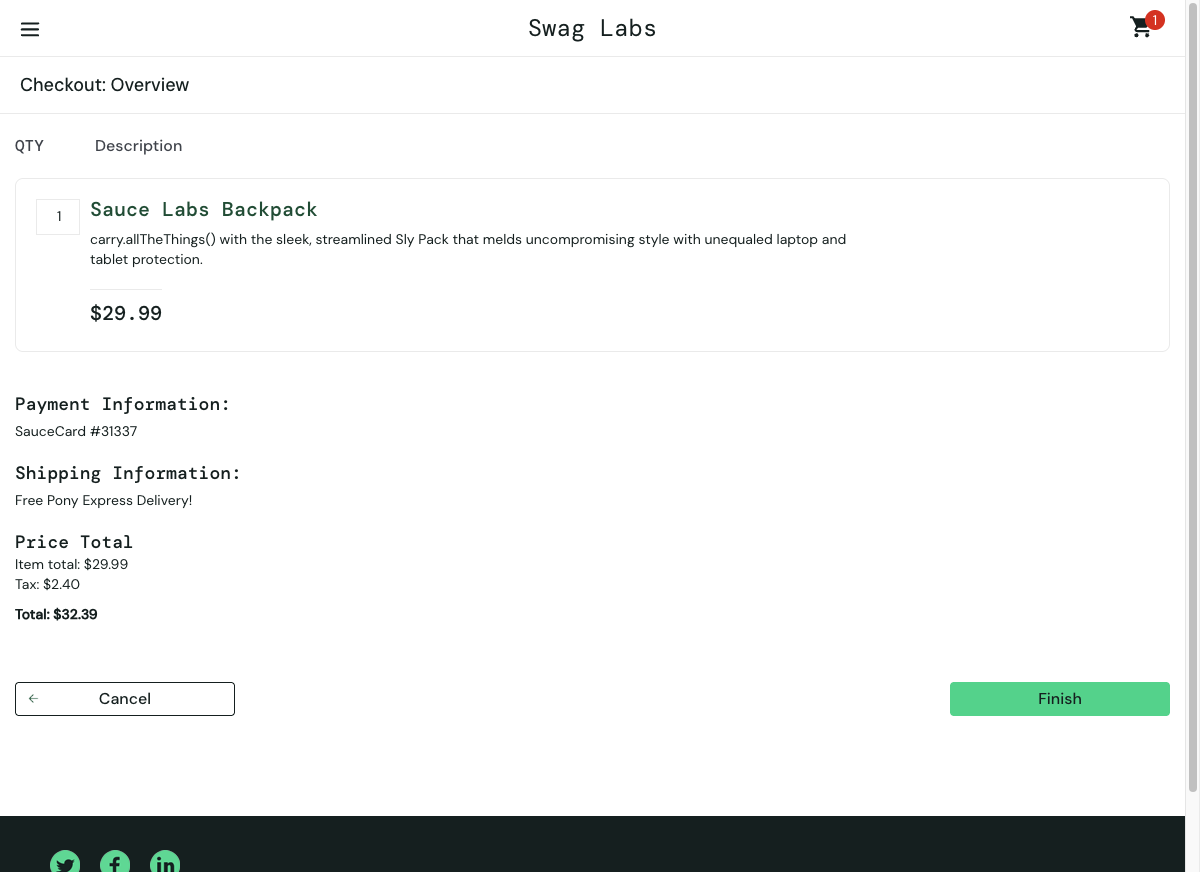 Swag Labs
1
Checkout: Overview
QTY
Description
1
Sauce Labs Backpack
carry.allTheThings() with the sleek, streamlined Sly Pack that melds uncompromising style with unequaled laptop and
tablet protection.
$29.99
Payment Information:
SauceCard #31337
Shipping Information:
Free Pony Express Delivery!
Price Total
Item total: $29.99
Tax: $2.40
Total: $32.39
Cancel
Finish